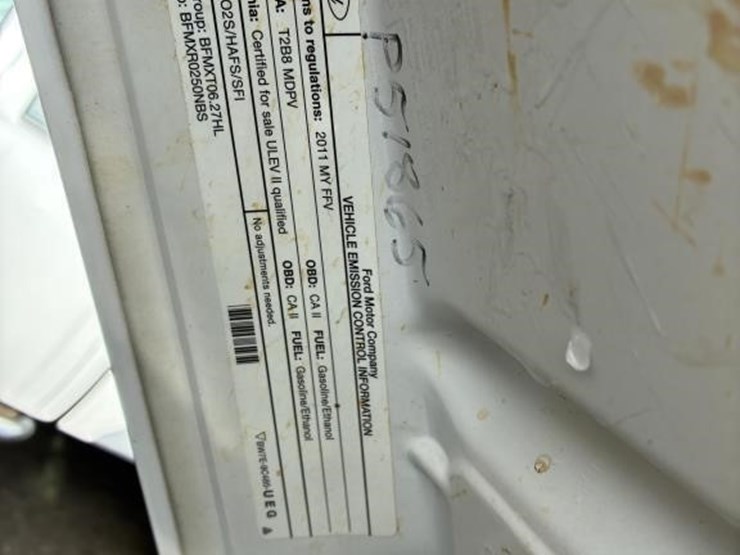 P51865
Ford Motor Company
VEHICLE EMISSION CONTROL INFORMATION
ns to regulations: 2011 MY FFV OBD: CA II FUEL: Gasoline/Ethanol
A: T2B8 MDPV OBD: CA II FUEL: Gasoline/Ethanol
nia: Certified for sale ULEV II qualified
O2S/HAFS/SFI No adjustments needed.
roup: BFMXT06.27HL
p: BFMXR0250NBS
UEG